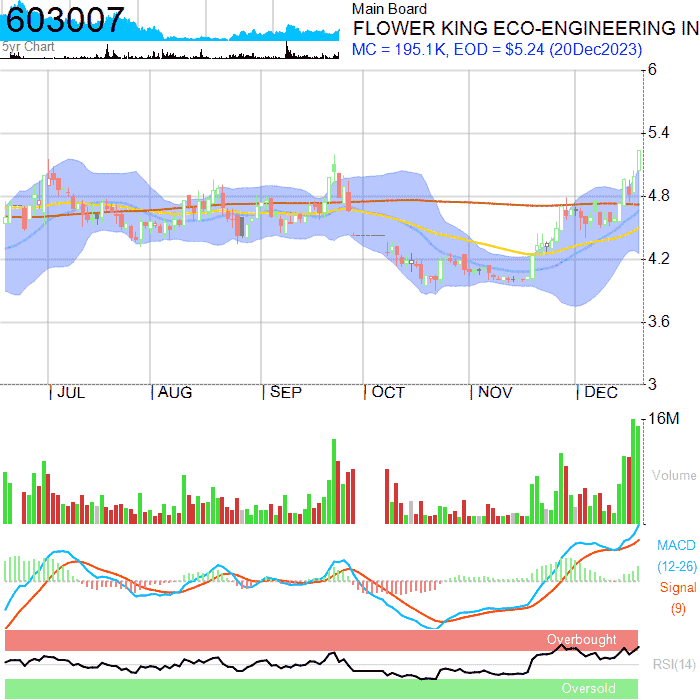 603007
5yr Chart
Main Board
FLOWER KING ECO-ENGINEERING IN
MC = 195.1K, EOD = $5.24 (20Dec2023)
6
5.4
4.8
4.2
3.6
3
JUL
AUG
SEP
OCT
NOV
DEC
16M
Volume
MACD
(12-26)
Signal
(9)
Overbought
RSI(14)
Oversold